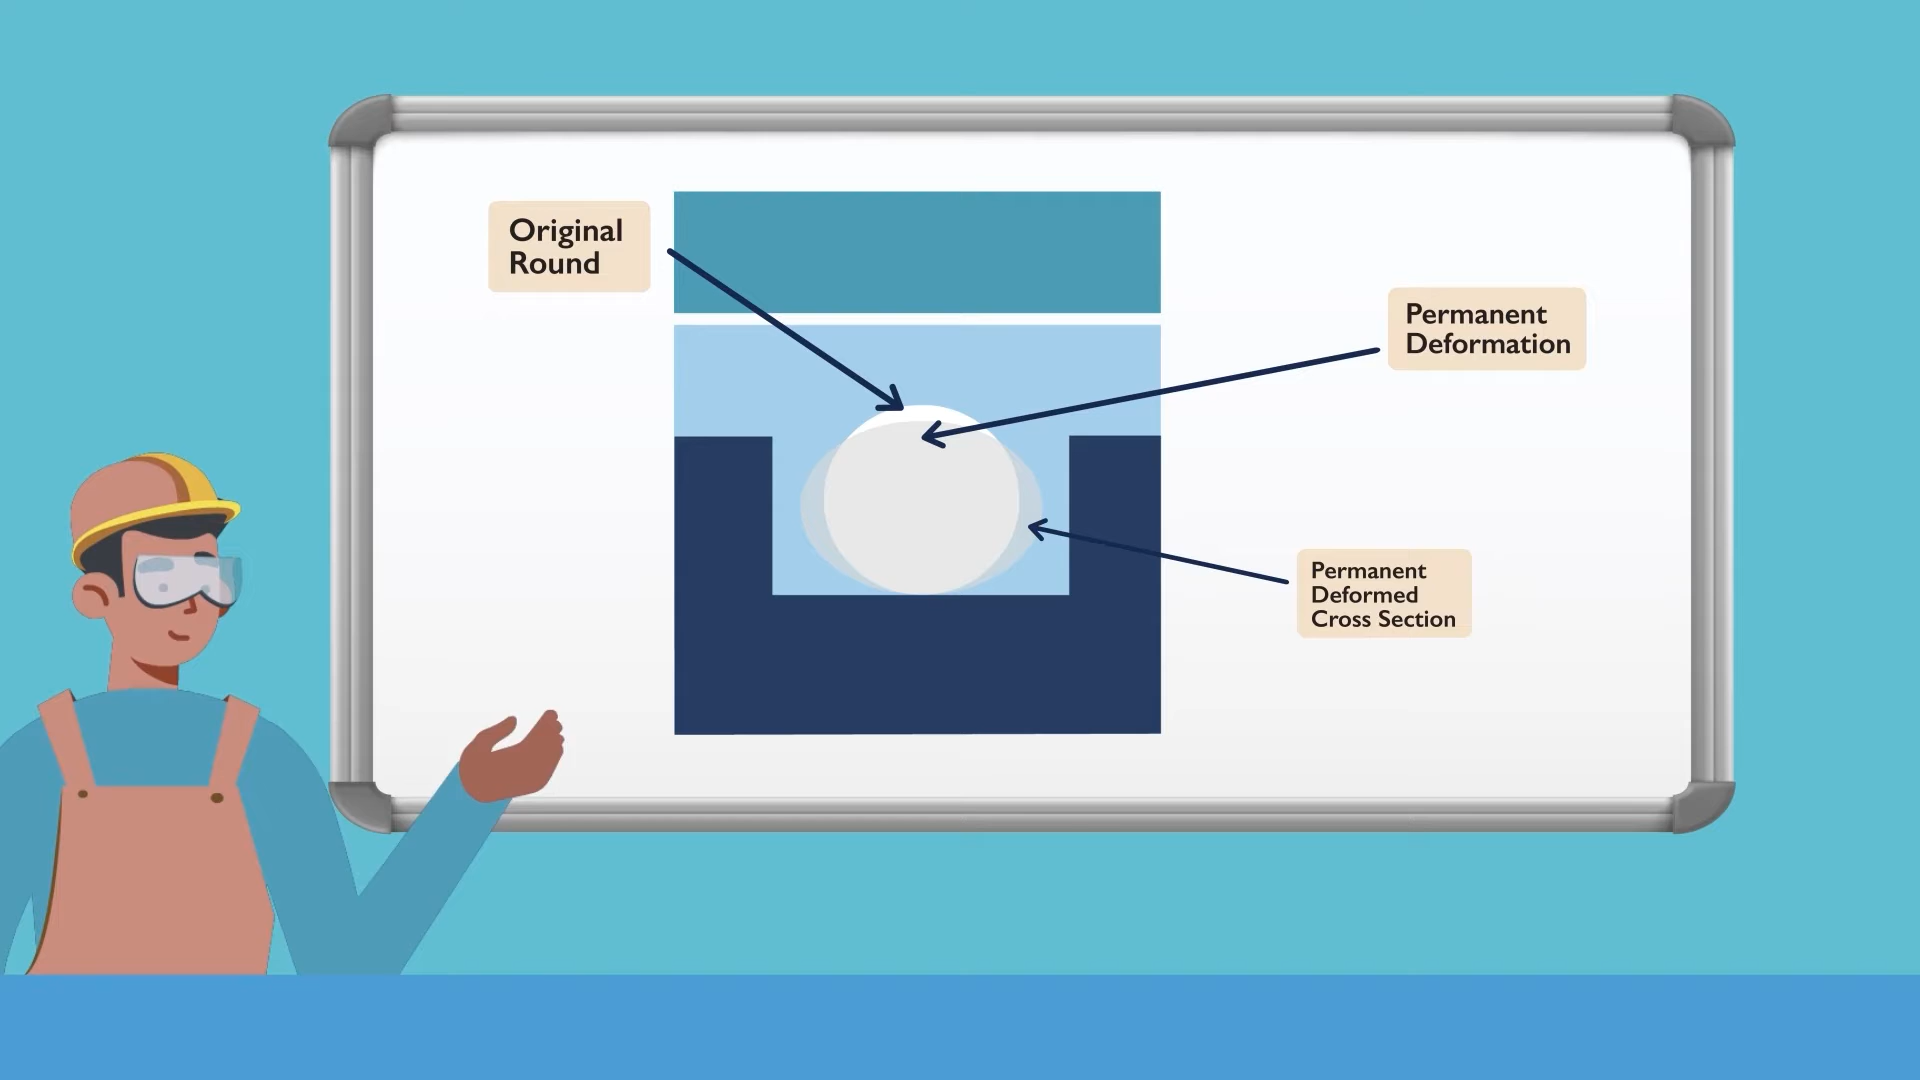 Original
Round
Permanent
Deformation
Permanent
Deformed
Cross Section